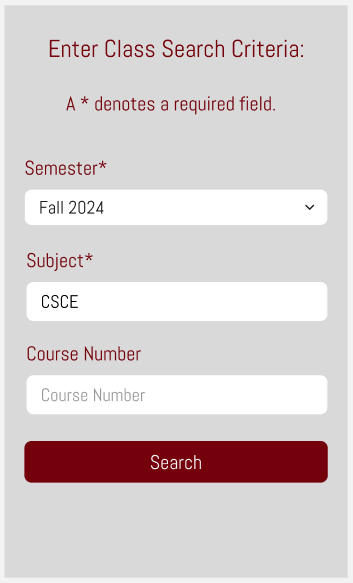 Enter Class Search Criteria:
A * denotes a required field.
Semester*
Fall 2024
Subject*
CSCE
Course Number
Course Number
Search